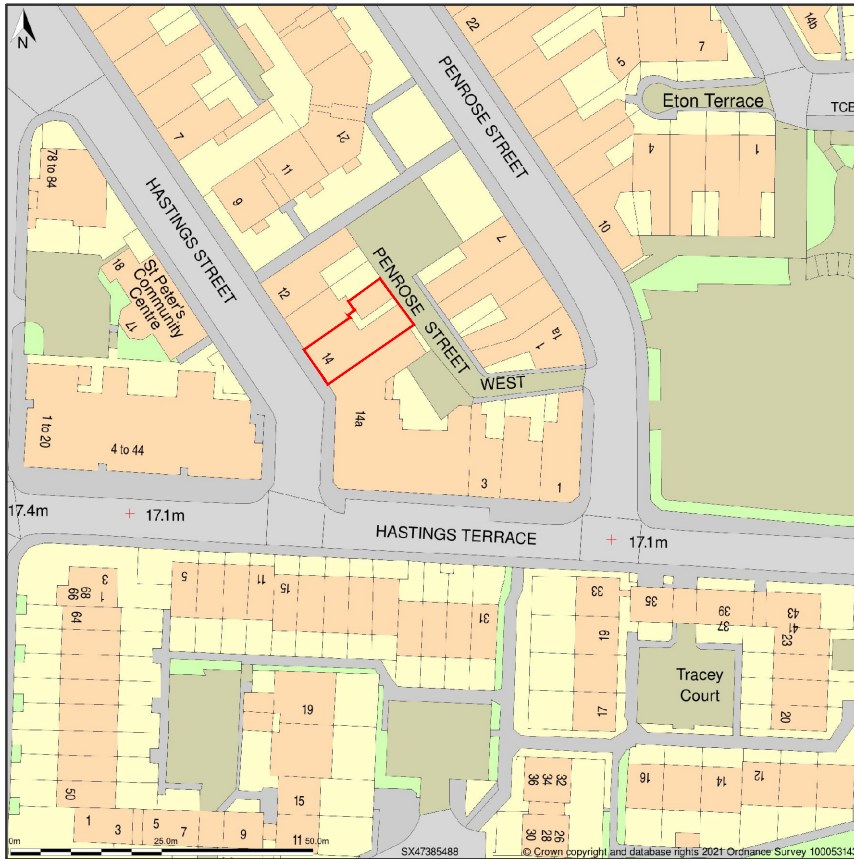 N
22
7
5
14b
PENROSE STREET
Eton Terrace
TCE
7
21
11
9
4
1
78 to 84
HASTINGS STREET
10
7
18
St Peter's
Community
Centre
17
12
PENROSE STREET
WEST
1a
1
14
14a
1 to 20
4 to 44
3
1
17.4m
17.1m
HASTINGS TERRACE
17.1m
3
1
68
66
64
5
11
15
31
33
35
39
37
43
41
23
19
17
20
Tracey
Court
19
50
15
36
34
32
16
14
12
1
3
5
7
9
11
30
28
26
0m
25.0m
50.0m
SX47385488
© Crown copyright and database rights 2021 Ordnance Survey 10005314